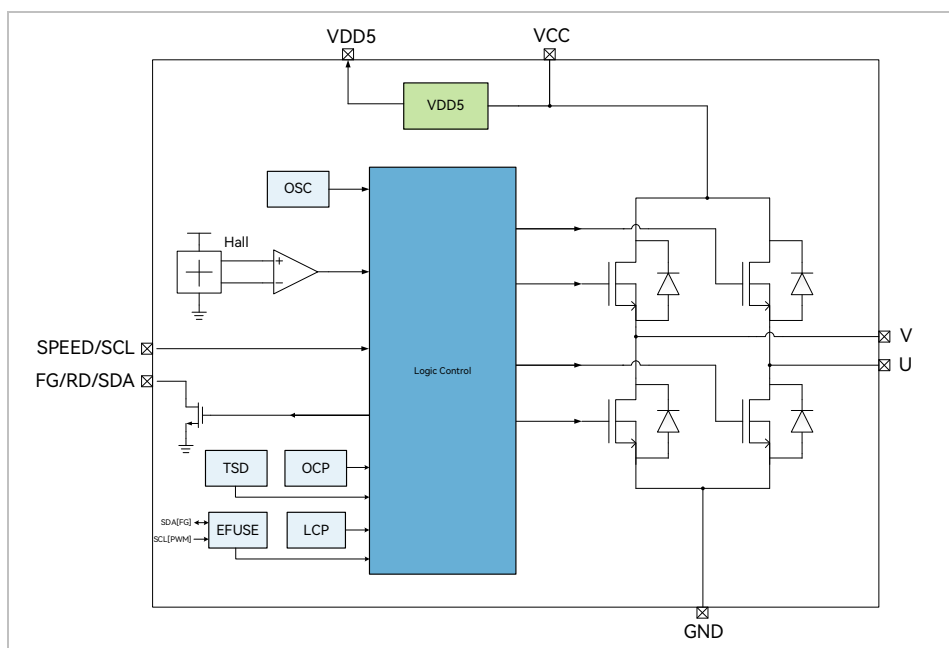 VDD5
VCC
VDD5
OSC
Hall
+
−
SPEED/SCL
V
FG/RD/SDA
U
Logic Control
TSD
OCP
SDA[FG]
SCL[PWM]
EFUSE
LCP
GND